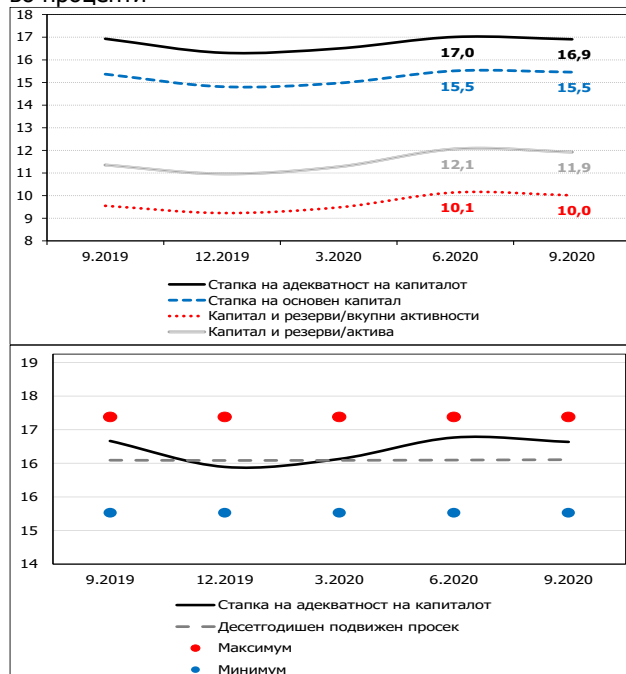 во проценти
18
17
16
15
14
13
12
11
10
9
8
17,0
16,9
15,5
15,5
12,1
11,9
10,1
10,0
9.2019 12.2019 3.2020 6.2020 9.2020
Стапка на адекватност на капиталот
Стапка на основен капитал
Капитал и резерви/вкупни активности
Капитал и резерви/актива
19
18
17
16
16
15
14
9.2019 12.2019 3.2020 6.2020 9.2020
Стапка на адекватност на капиталот
Десетгодишен подвижен просек
Максимум
Минимум